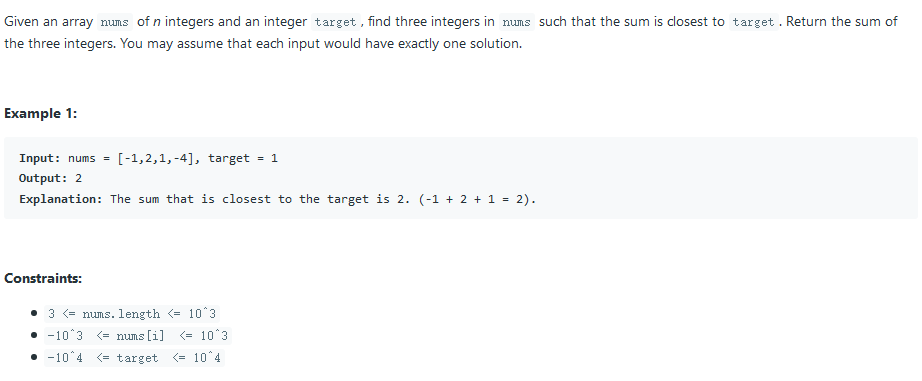 Given an array nums of n integers and an integer target , find three integers in nums such that the sum is closest to target . Return the sum of
the three integers. You may assume that each input would have exactly one solution.
Example 1:
Input: nums = [-1,2,1,-4], target = 1
Output: 2
Explanation: The sum that is closest to the target is 2. (-1 + 2 + 1 = 2).
Constraints:
• 3 <= nums.length <= 10^3
• -10^3 <= nums[i] <= 10^3
• -10^4 <= target <= 10^4